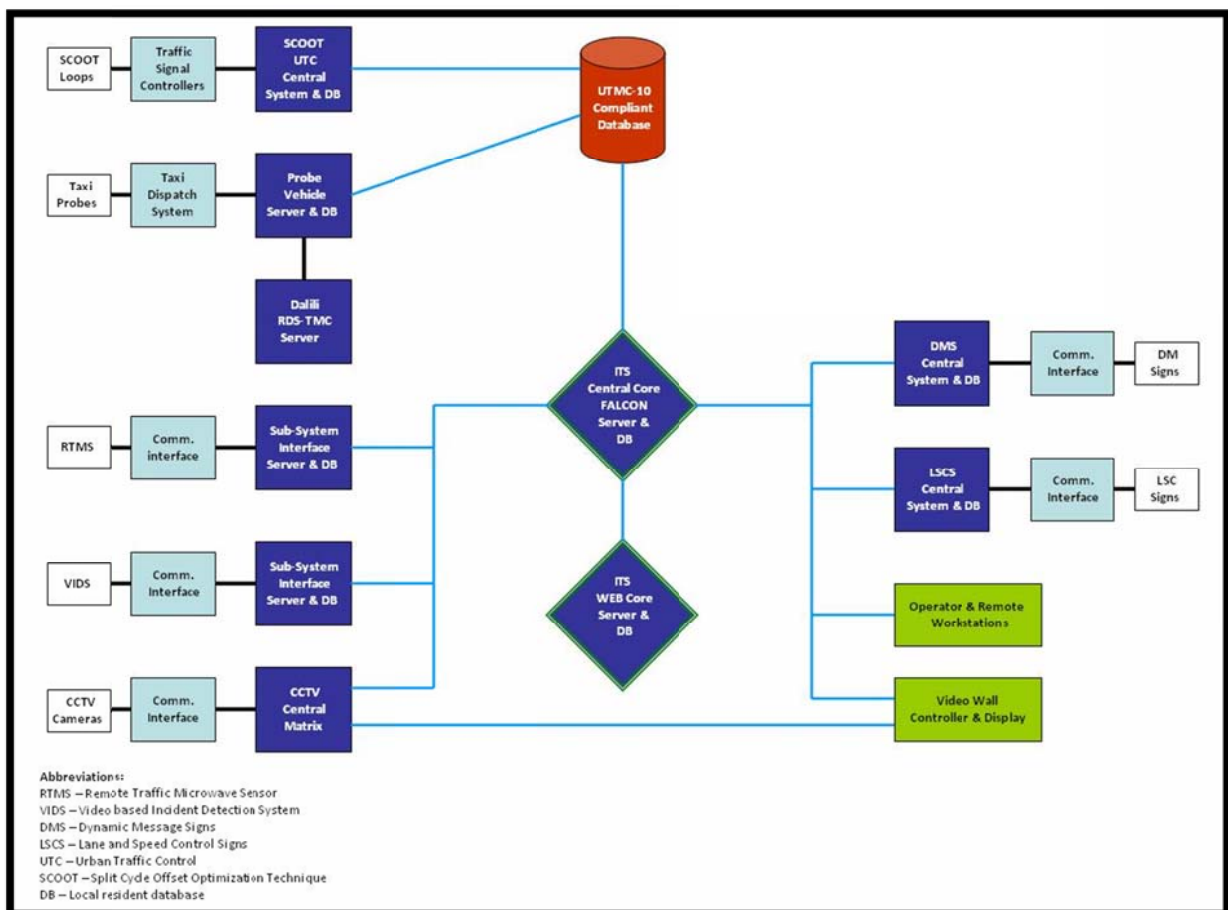 SCOOT
Loops
Traffic
Signal
Controllers
SCOOT
UTC
Central
System & DB
UTMC-10
Compliant
Database
Taxi
Probes
Taxi
Dispatch
System
Probe
Vehicle
Server & DB
Dalili
RDS-TMC
Server
ITS
Central Core
FALCON
Server &
DB
DMS
Central
System & DB
Comm.
Interface
DM
Signs
RTMS
Comm.
interface
Sub-System
Interface
Server & DB
LSCS
Central
System & DB
Comm.
Interface
LSC
Signs
VIDS
Comm.
Interface
Sub-System
Interface
Server & DB
ITS
WEB Core
Server &
DB
Operator & Remote
Workstations
CCTV
Cameras
Comm.
Interface
CCTV
Central
Matrix
Video Wall
Controller & Display
Abbreviations:
RTMS – Remote Traffic Microwave Sensor
VIDS – Video based Incident Detection System
DMS – Dynamic Message Signs
LSCS – Lane and Speed Control Signs
UTC – Urban Traffic Control
SCOOT – Split Cycle Offset Optimization Technique
DB – Local resident database